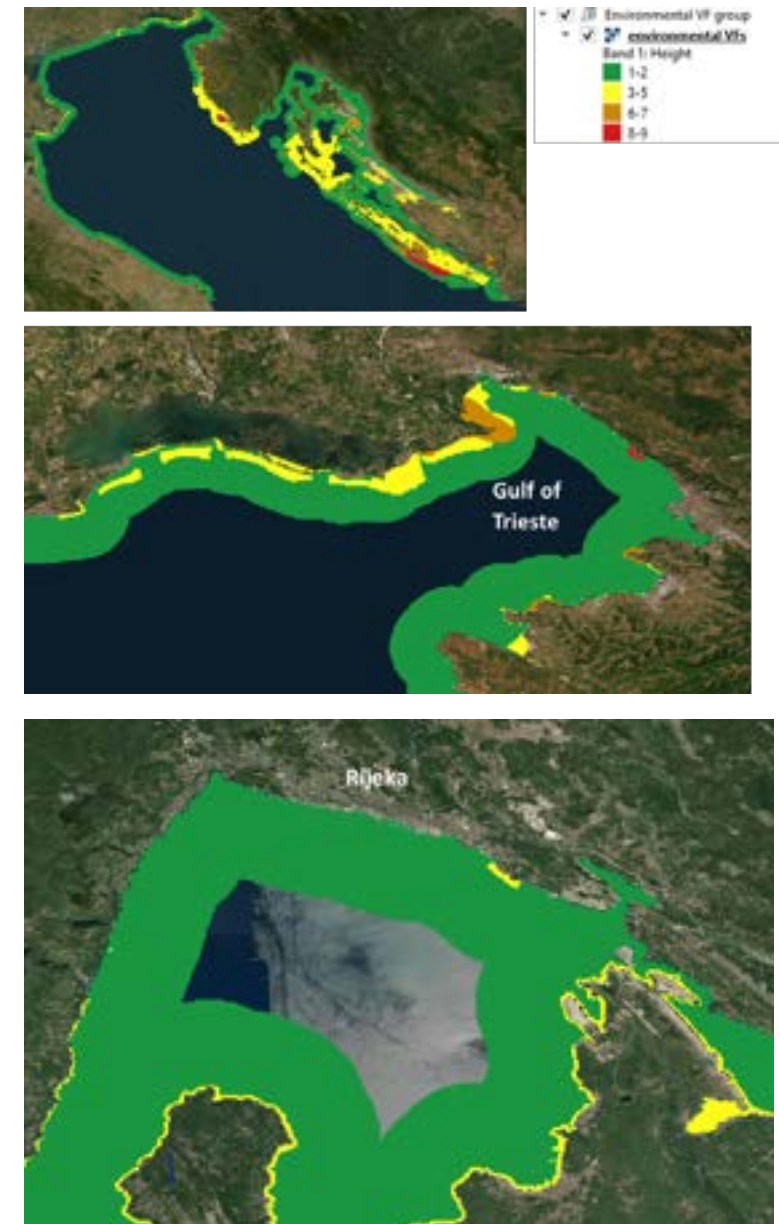 Environmental VF group
environmental VFs
Band 1: Height
1-2
3-5
6-7
8-9
Gulf of
Trieste
Rijeka